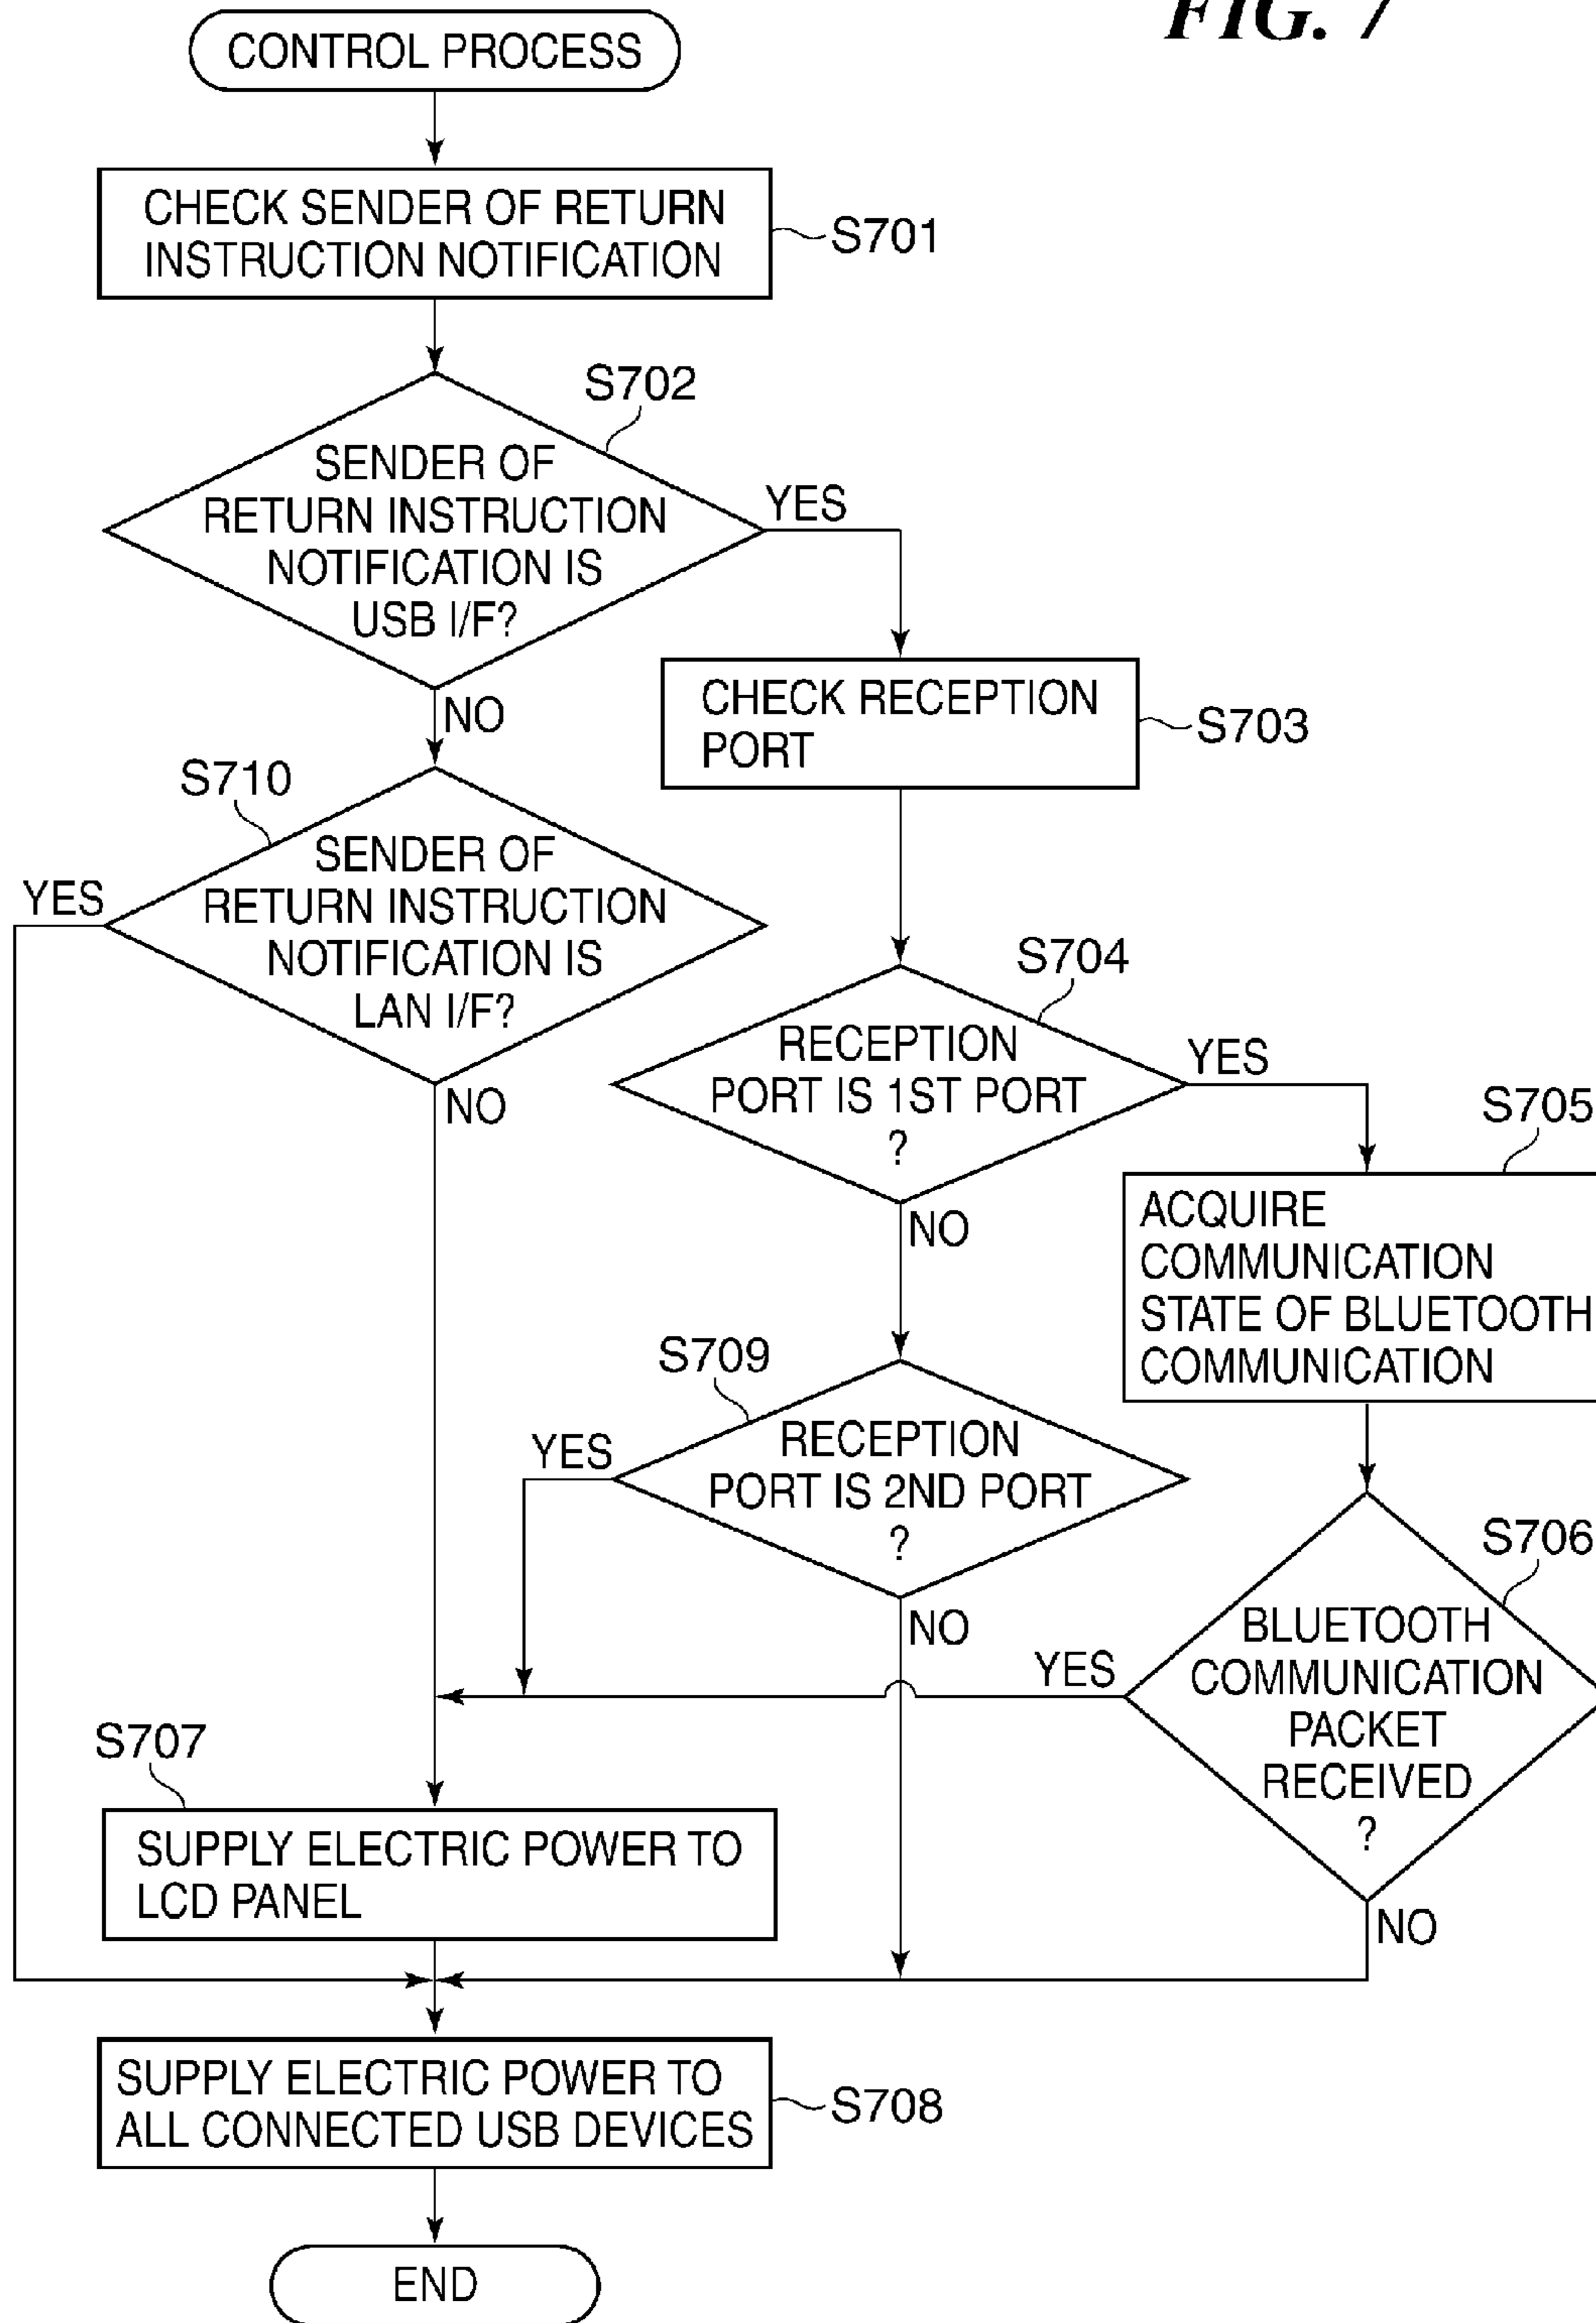 FIG. 7
CONTROL PROCESS
CHECK SENDER OF RETURN
INSTRUCTION NOTIFICATION
S701
S702
SENDER OF
RETURN INSTRUCTION
NOTIFICATION IS
USB I/F?
YES
NO
CHECK RECEPTION
PORT
S703
S710
SENDER OF
RETURN INSTRUCTION
NOTIFICATION IS
LAN I/F?
YES
NO
S704
RECEPTION
PORT IS 1ST PORT
?
YES
NO
S705
ACQUIRE
COMMUNICATION
STATE OF BLUETOOTH
COMMUNICATION
S709
RECEPTION
PORT IS 2ND PORT
?
YES
NO
S706
BLUETOOTH
COMMUNICATION
PACKET
RECEIVED
?
YES
NO
S707
SUPPLY ELECTRIC POWER TO
LCD PANEL
SUPPLY ELECTRIC POWER TO
ALL CONNECTED USB DEVICES
S708
END